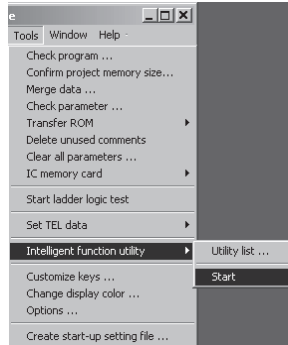 e
Tools Window Help
Check program ...
Confirm project memory size...
Merge data ...
Check parameter ...
Transfer ROM
Delete unused comments
Clear all parameters ...
IC memory card
Start ladder logic test
Set TEL data
Intelligent function utility
Utility list ...
Start
Customize keys ...
Change display color ...
Options ...
Create start-up setting file ...